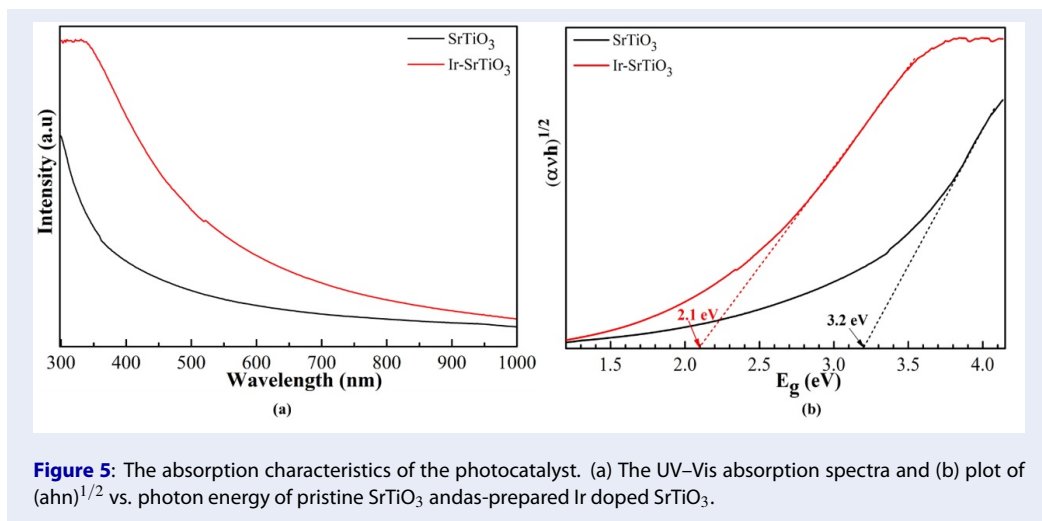 SrTiO₃
Ir-SrTiO₃
Intensity (a.u)
300 400 500 600 700 800 900 1000
Wavelength (nm)
(a)
SrTiO₃
Ir-SrTiO₃
(ανh)^1/2
2.1 eV
3.2 eV
1.5 2.0 2.5 3.0 3.5 4.0
E_g (eV)
(b)
Figure 5: The absorption characteristics of the photocatalyst. (a) The UV–Vis absorption spectra and (b) plot of
(ahn)^1/2 vs. photon energy of pristine SrTiO₃ andas-prepared Ir doped SrTiO₃.